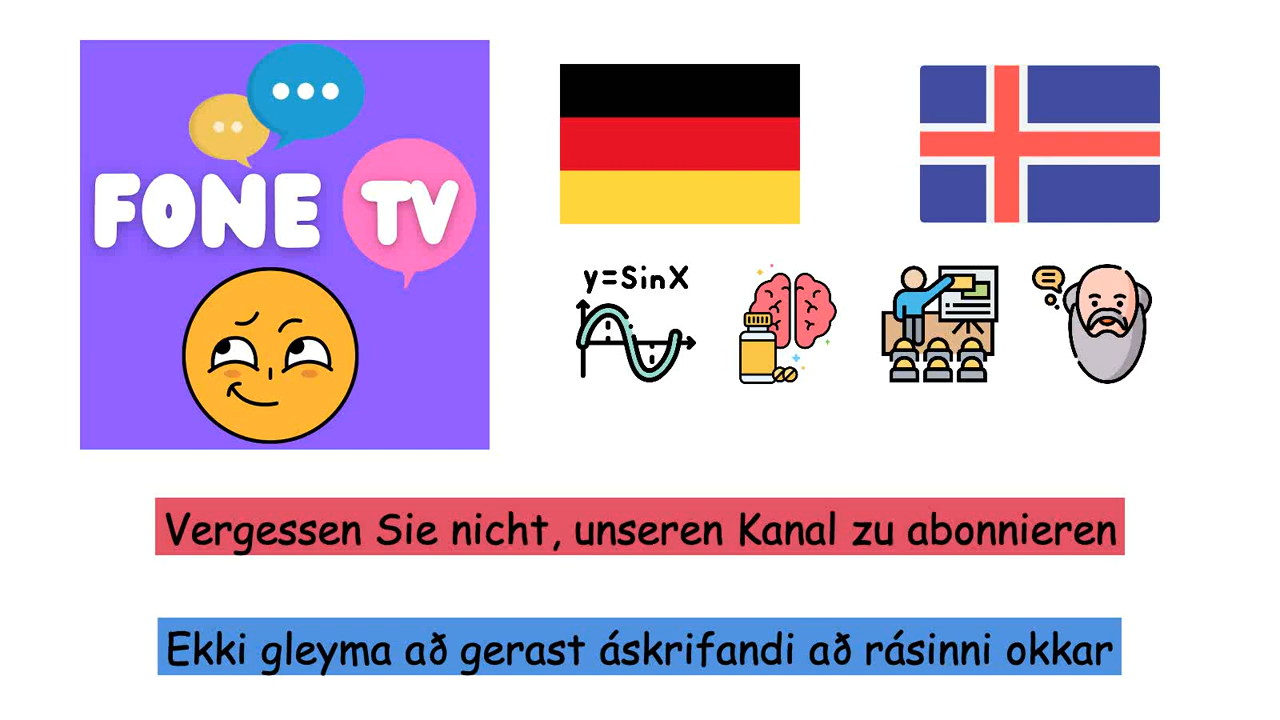 FONE TV
y=SinX
Vergessen Sie nicht, unseren Kanal zu abonnieren
Ekki gleyma að gerast áskrifandi að rásinni okkar